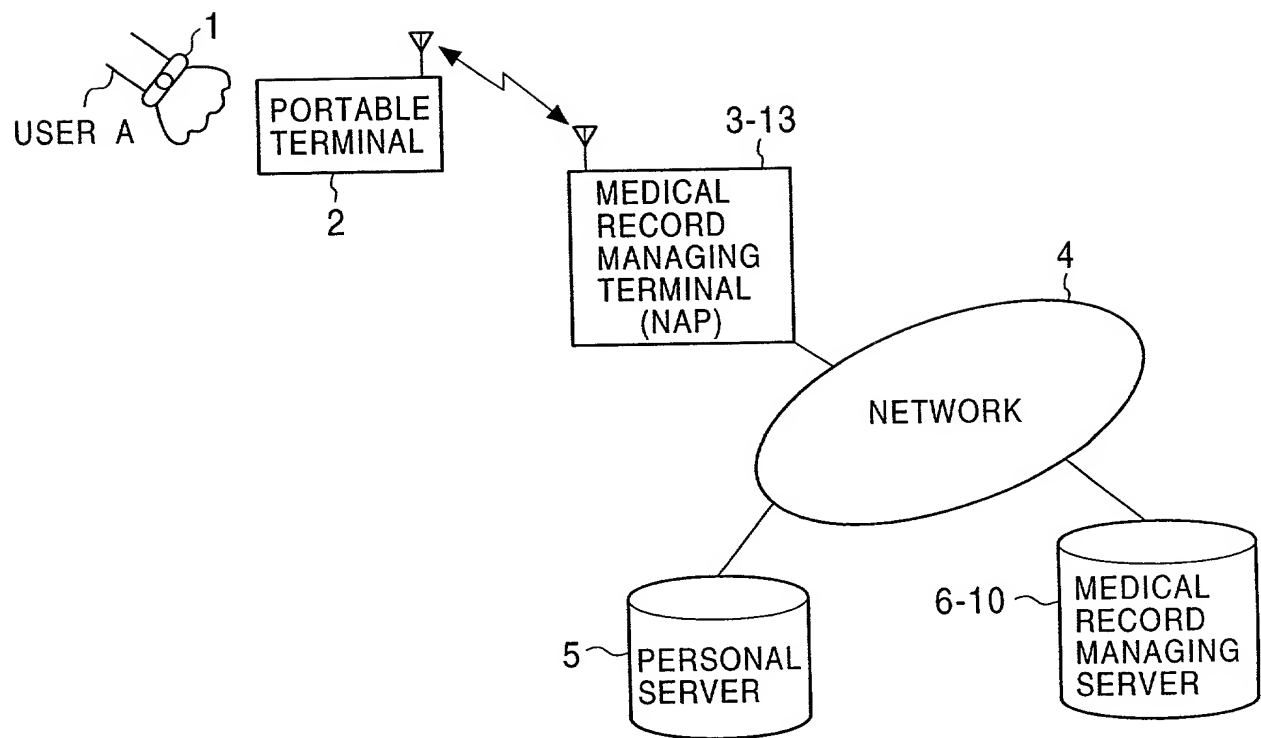 1
USER A
PORTABLE
TERMINAL
2
3-13
MEDICAL
RECORD
MANAGING
TERMINAL
(NAP)
4
NETWORK
5
PERSONAL
SERVER
6-10
MEDICAL
RECORD
MANAGING
SERVER